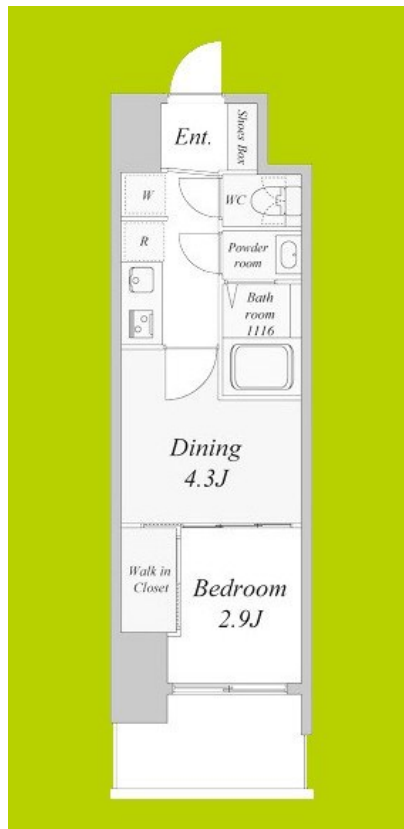 Ent.
Shoes Box
W
WC
R
Powder
room
Bath
room
1116
Dining
4.3J
Walk in
Closet
Bedroom
2.9J